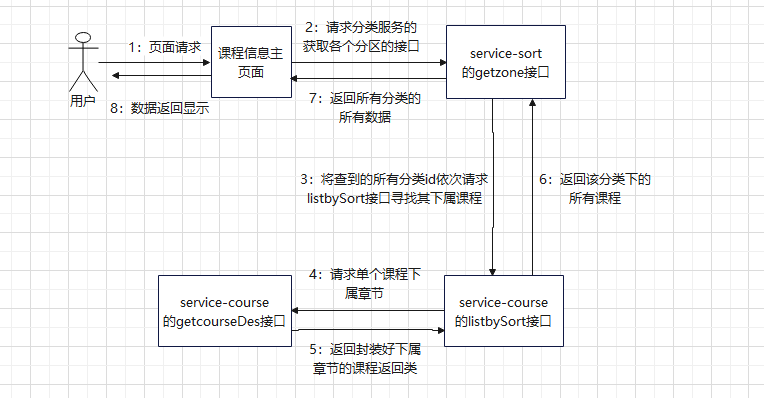 1：页面请求
用户
8：数据返回显示
课程信息主
页面
2：请求分类服务的
获取各个分区的接口
7：返回所有分类的
所有数据
service-sort
的getzone接口
3：将查到的所有分类id依次请求
listbySort接口寻找其下属课程
6：返回该分类下的
所有课程
service-course
的getcourseDes接口
4：请求单个课程下
属章节
5：返回封装好下属
章节的课程返回类
service-course
的listbySort接口